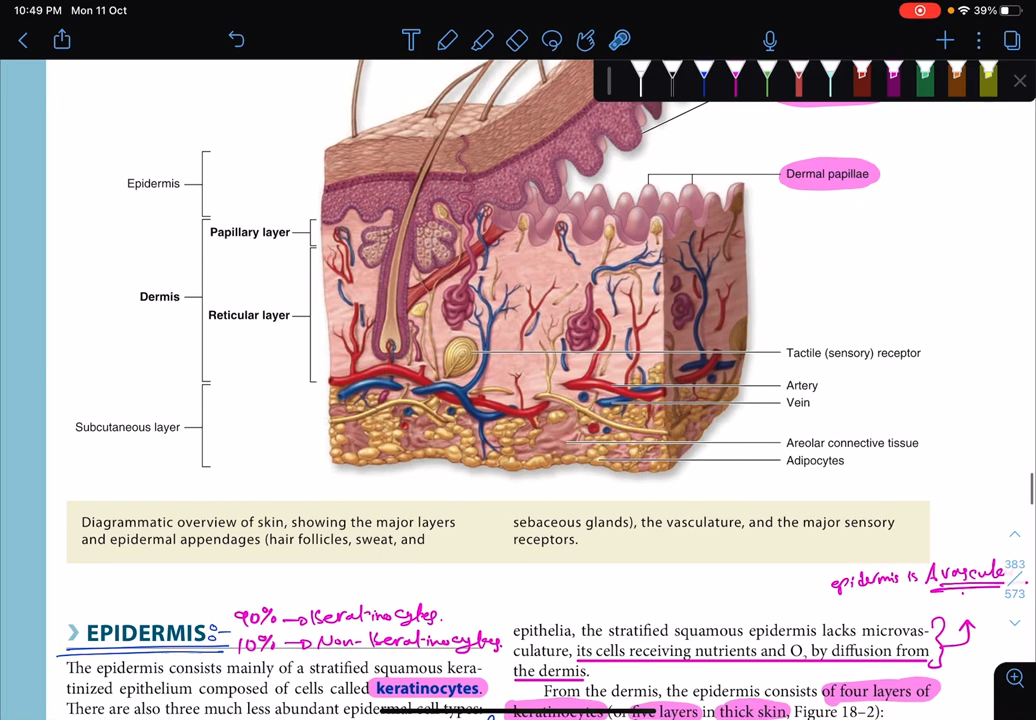 10:49 PM Mon 11 Oct
39%
T
Dermal papillae
Epidermis
Papillary layer
Dermis
Reticular layer
Tactile (sensory) receptor
Artery
Vein
Subcutaneous layer
Areolar connective tissue
Adipocytes
Diagrammatic overview of skin, showing the major layers
and epidermal appendages (hair follicles, sweat, and
sebaceous glands), the vasculature, and the major sensory
receptors.
383
573
epidermis is Avascule
90% → Keratinocytes.
EPIDERMIS:-
10% → Non-Keratinocytes.
The epidermis consists mainly of a stratified squamous kera-
tinized epithelium composed of cells called keratinocytes.
There are also three much less abundant epidermal cell types:
epithelia, the stratified squamous epidermis lacks microvas-
culature, its cells receiving nutrients and O₂ by diffusion from
the dermis.
From the dermis, the epidermis consists of four layers of
keratinocytes (or five layers in thick skin, Figure 18–2):